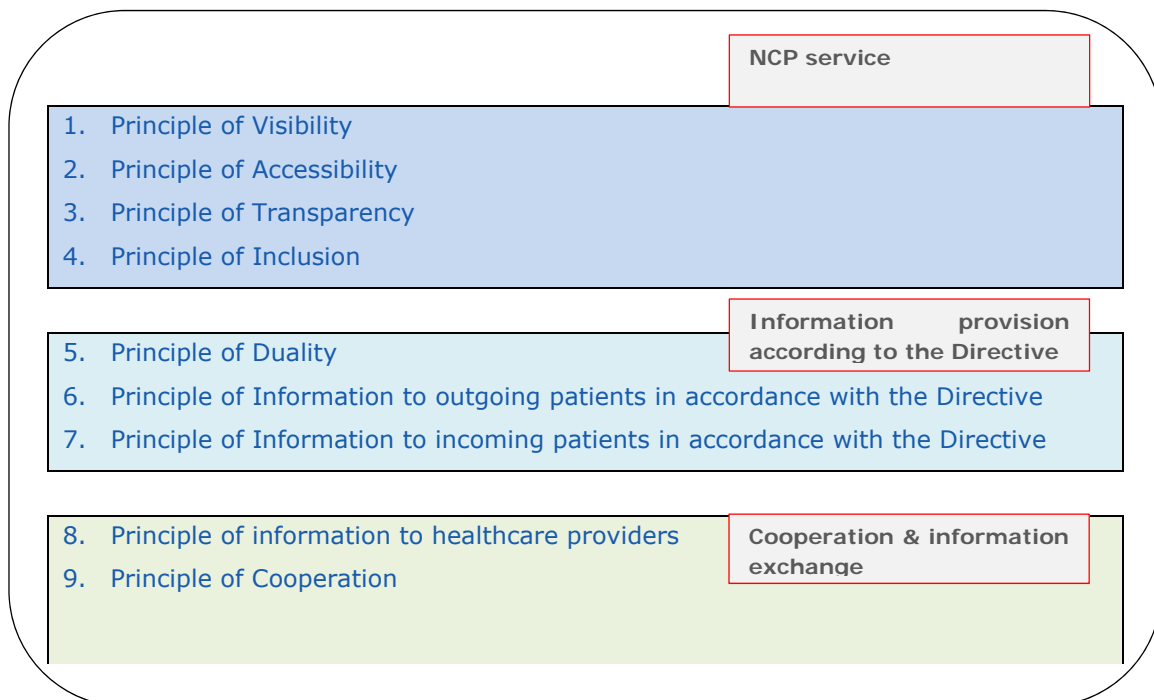 NCP service
1. Principle of Visibility
2. Principle of Accessibility
3. Principle of Transparency
4. Principle of Inclusion
Information provision
according to the Directive
5. Principle of Duality
6. Principle of Information to outgoing patients in accordance with the Directive
7. Principle of Information to incoming patients in accordance with the Directive
Cooperation & information
exchange
8. Principle of information to healthcare providers
9. Principle of Cooperation